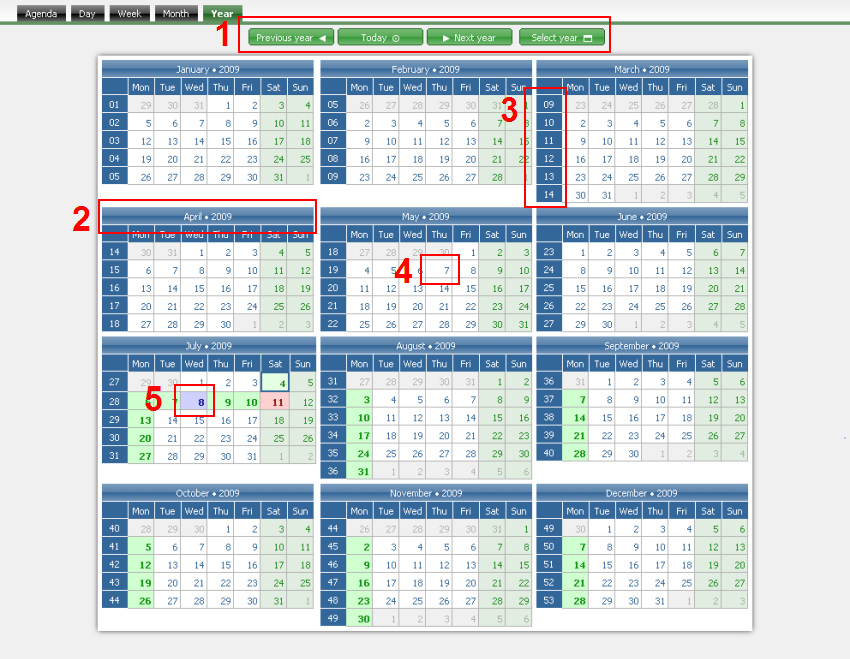 Agenda Day Week Month Year
1
Previous year Today Next year Select year
January • 2009
Mon Tue Wed Thu Fri Sat Sun
01 29 30 31 1 2 3 4
02 5 6 7 8 9 10 11
03 12 13 14 15 16 17 18
04 19 20 21 22 23 24 25
05 26 27 28 29 30 31 1
February • 2009
Mon Tue Wed Thu Fri Sat Sun
05 26 27 28 29 30 31 1
06 2 3 4 5 6 7 8
07 9 10 11 12 13 14 15
08 16 17 18 19 20 21 22
09 23 24 25 26 27 28 1
3
March • 2009
Mon Tue Wed Thu Fri Sat Sun
09 23 24 25 26 27 28 1
10 2 3 4 5 6 7 8
11 9 10 11 12 13 14 15
12 16 17 18 19 20 21 22
13 23 24 25 26 27 28 29
14 30 31 1 2 3 4 5
2
April • 2009
Mon Tue Wed Thu Fri Sat Sun
14 30 31 1 2 3 4 5
15 6 7 8 9 10 11 12
16 13 14 15 16 17 18 19
17 20 21 22 23 24 25 26
18 27 28 29 30 1 2 3
May • 2009
Mon Tue Wed Thu Fri Sat Sun
18 27 28 29 30 1 2 3
19 4 5 6 7 8 9 10
20 11 12 13 14 15 16 17
21 18 19 20 21 22 23 24
22 25 26 27 28 29 30 31
4
June • 2009
Mon Tue Wed Thu Fri Sat Sun
23 1 2 3 4 5 6 7
24 8 9 10 11 12 13 14
25 15 16 17 18 19 20 21
26 22 23 24 25 26 27 28
27 29 30 1 2 3 4 5
July • 2009
Mon Tue Wed Thu Fri Sat Sun
27 29 30 1 2 3 4 5
28 6 7 8 9 10 11 12
29 13 14 15 16 17 18 19
30 20 21 22 23 24 25 26
31 27 28 29 30 31 1 2
5
August • 2009
Mon Tue Wed Thu Fri Sat Sun
31 27 28 29 30 31 1 2
32 3 4 5 6 7 8 9
33 10 11 12 13 14 15 16
34 17 18 19 20 21 22 23
35 24 25 26 27 28 29 30
36 31 1 2 3 4 5 6
September • 2009
Mon Tue Wed Thu Fri Sat Sun
36 31 1 2 3 4 5 6
37 7 8 9 10 11 12 13
38 14 15 16 17 18 19 20
39 21 22 23 24 25 26 27
40 28 29 30 1 2 3 4
October • 2009
Mon Tue Wed Thu Fri Sat Sun
40 28 29 30 1 2 3 4
41 5 6 7 8 9 10 11
42 12 13 14 15 16 17 18
43 19 20 21 22 23 24 25
44 26 27 28 29 30 31 1
November • 2009
Mon Tue Wed Thu Fri Sat Sun
44 26 27 28 29 30 31 1
45 2 3 4 5 6 7 8
46 9 10 11 12 13 14 15
47 16 17 18 19 20 21 22
48 23 24 25 26 27 28 29
49 30 1 2 3 4 5 6
December • 2009
Mon Tue Wed Thu Fri Sat Sun
49 30 1 2 3 4 5 6
50 7 8 9 10 11 12 13
51 14 15 16 17 18 19 20
52 21 22 23 24 25 26 27
53 28 29 30 31 1 2 3